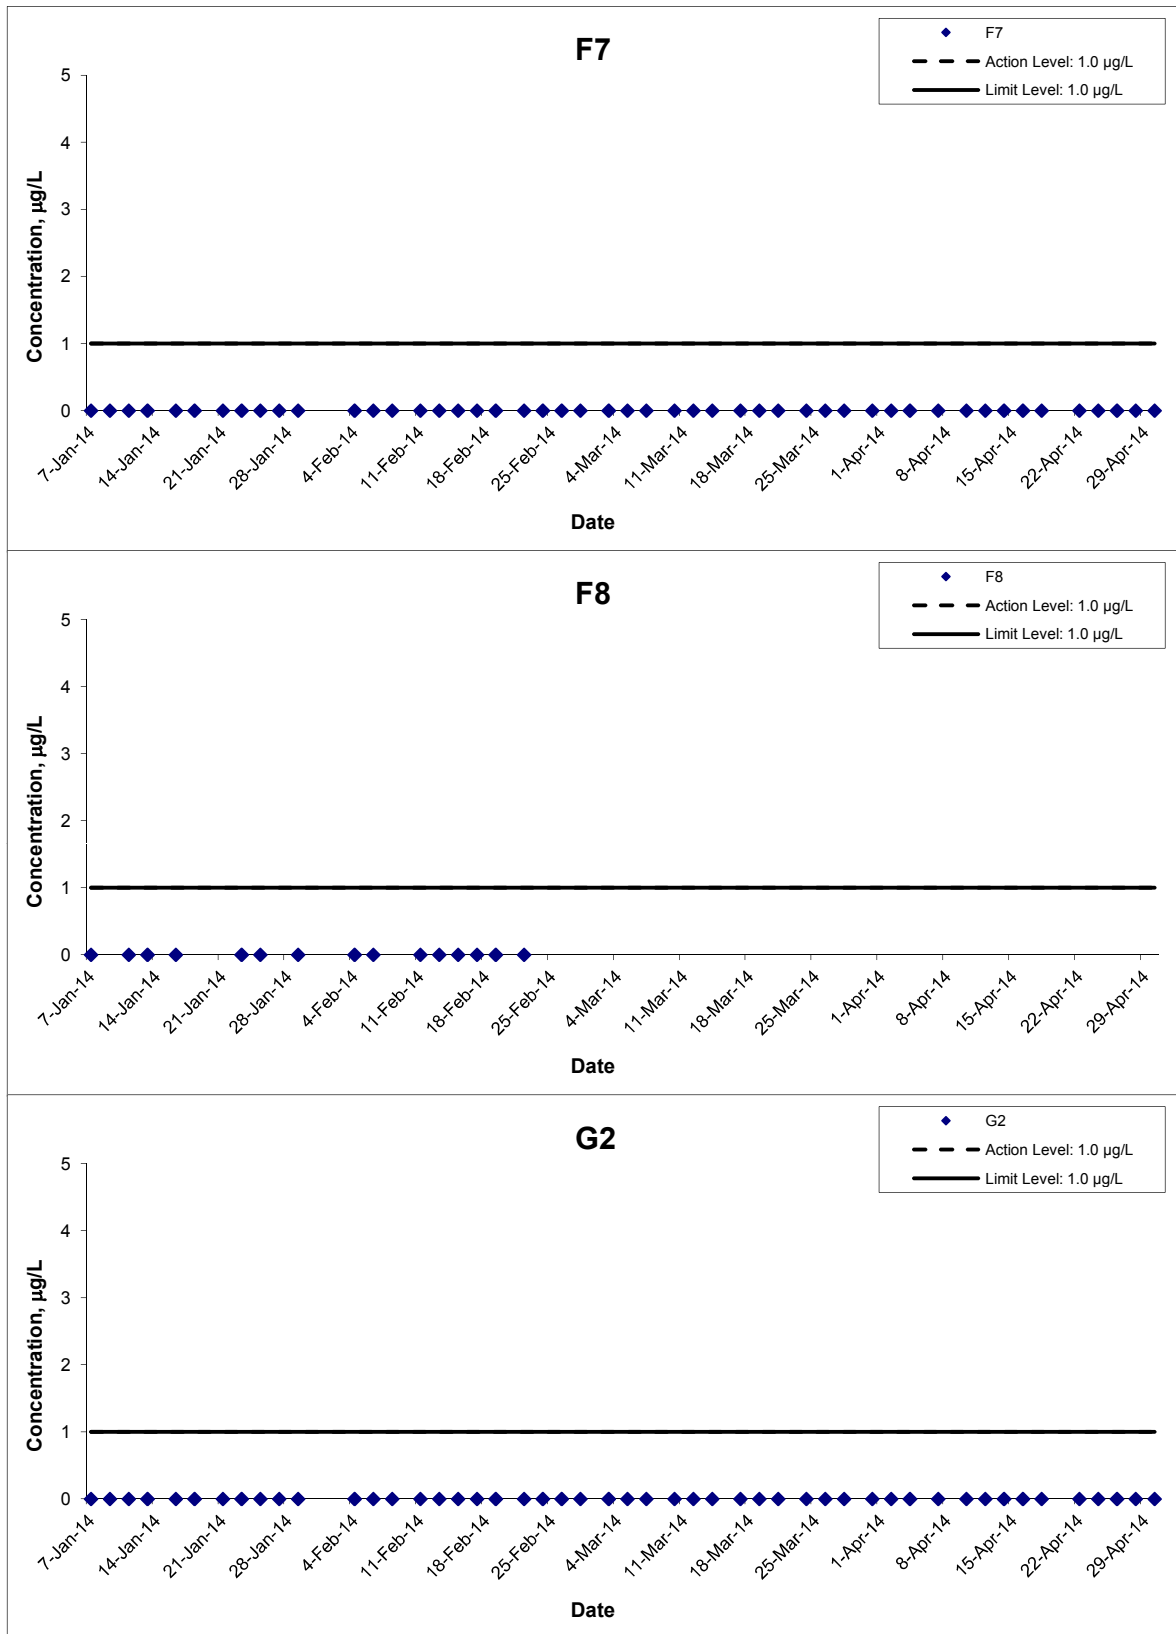 F7
F7
Action Level: 1.0 µg/L
Limit Level: 1.0 µg/L
Concentration, µg/L
5
4
3
2
1
0
7-Jan-14
14-Jan-14
21-Jan-14
28-Jan-14
4-Feb-14
11-Feb-14
18-Feb-14
25-Feb-14
4-Mar-14
11-Mar-14
18-Mar-14
25-Mar-14
1-Apr-14
8-Apr-14
15-Apr-14
22-Apr-14
29-Apr-14
Date
F8
F8
Action Level: 1.0 µg/L
Limit Level: 1.0 µg/L
Concentration, µg/L
5
4
3
2
1
0
7-Jan-14
14-Jan-14
21-Jan-14
28-Jan-14
4-Feb-14
11-Feb-14
18-Feb-14
25-Feb-14
4-Mar-14
11-Mar-14
18-Mar-14
25-Mar-14
1-Apr-14
8-Apr-14
15-Apr-14
22-Apr-14
29-Apr-14
Date
G2
G2
Action Level: 1.0 µg/L
Limit Level: 1.0 µg/L
Concentration, µg/L
5
4
3
2
1
0
7-Jan-14
14-Jan-14
21-Jan-14
28-Jan-14
4-Feb-14
11-Feb-14
18-Feb-14
25-Feb-14
4-Mar-14
11-Mar-14
18-Mar-14
25-Mar-14
1-Apr-14
8-Apr-14
15-Apr-14
22-Apr-14
29-Apr-14
Date